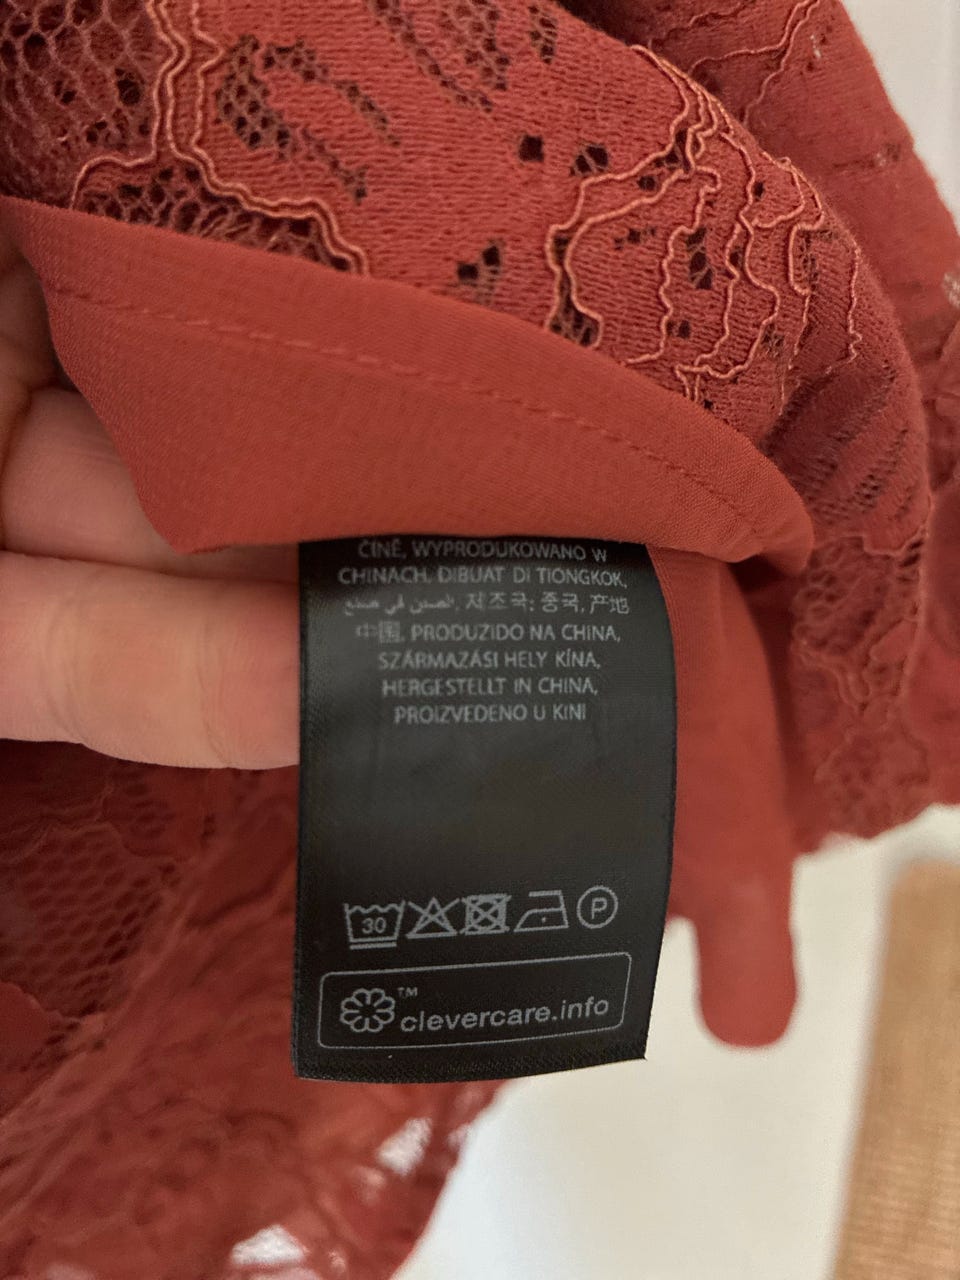 ČINĚ, WYPRODUKOWANO W
CHINACH, DIBUAT DI TIONGKOK,
الصين في صنع, 제조국: 중국, 产地
中国, PRODUZIDO NA CHINA,
SZÁRMAZÁSI HELY KÍNA,
HERGESTELLT IN CHINA,
PROIZVEDENO U KINI
30
P
™
clevercare.info